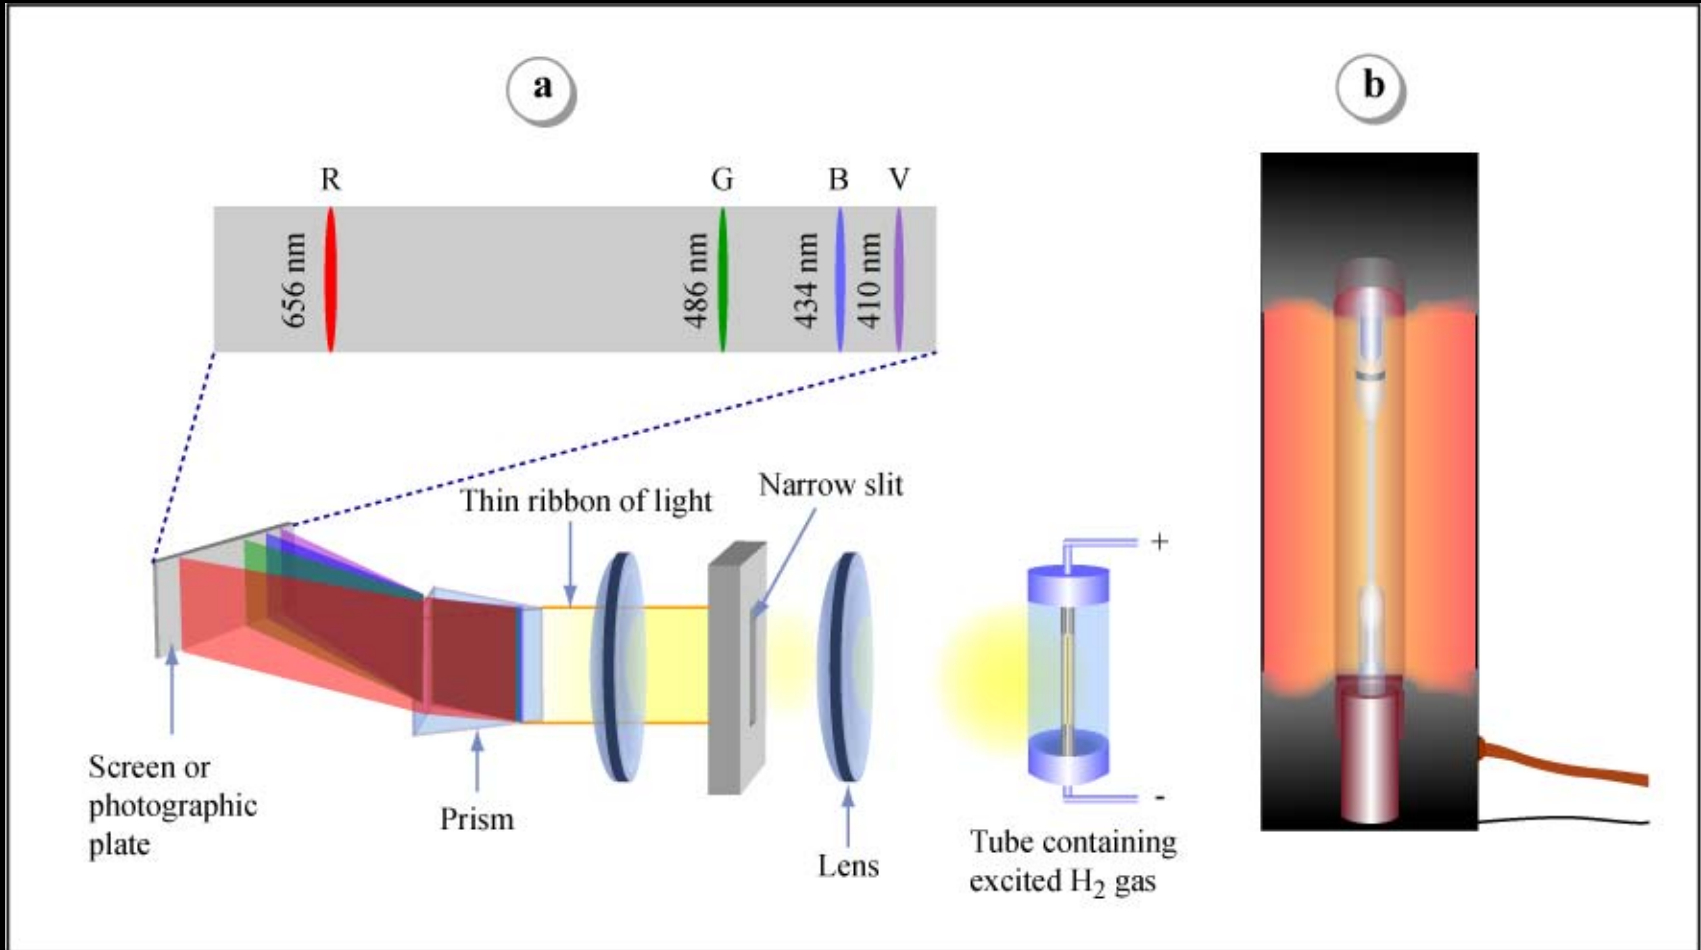 a
b
R
G
B
V
656 nm
486 nm
434 nm
410 nm
Narrow slit
Thin ribbon of light
+
-
Screen or
photographic
plate
Prism
Lens
Tube containing
excited H2 gas